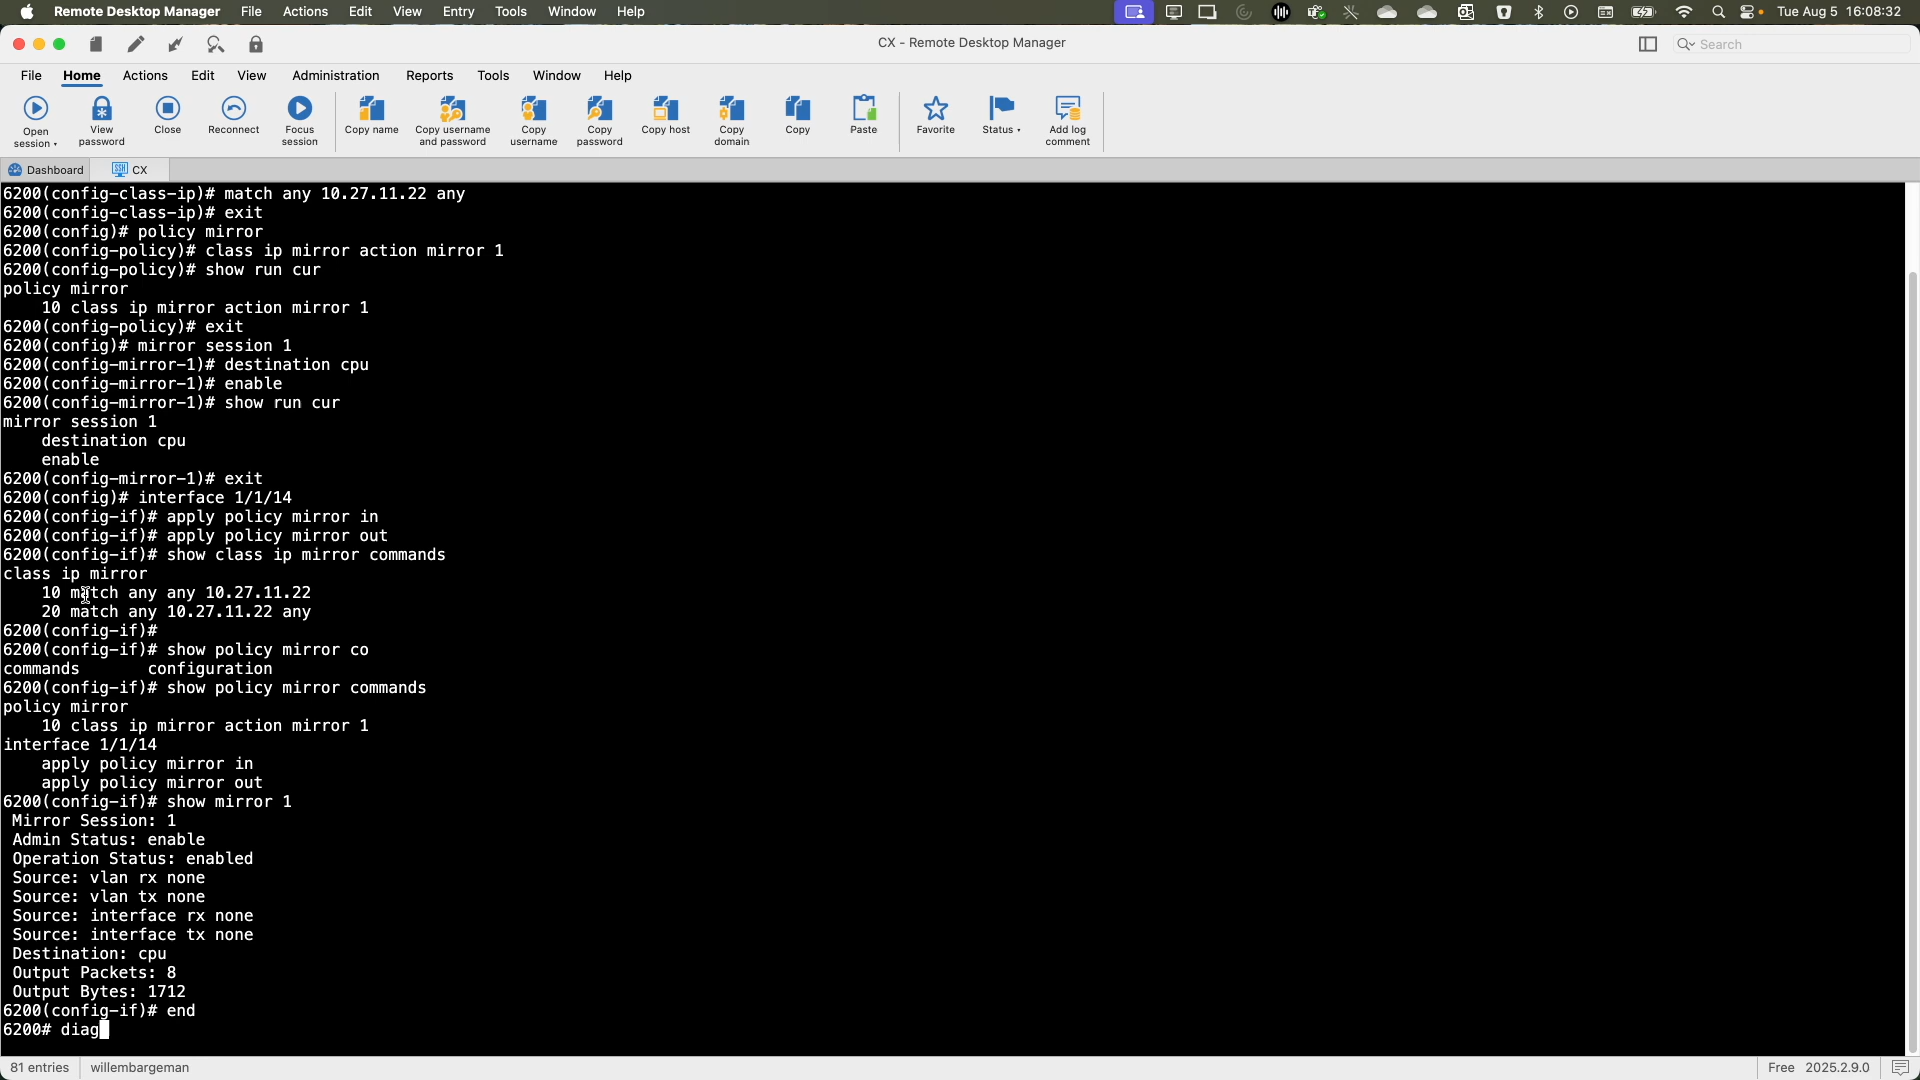 Remote Desktop Manager File Actions Edit View Entry Tools Window Help Tue Aug 5 16:08:32
CX - Remote Desktop Manager
Search
File Home Actions Edit View Administration Reports Tools Window Help
Open session
View password
Close
Reconnect
Focus session
Copy name
Copy username and password
Copy username
Copy password
Copy host
Copy domain
Copy
Paste
Favorite
Status
Add log comment
Dashboard
SSH CX
6200(config-class-ip)# match any 10.27.11.22 any
6200(config-class-ip)# exit
6200(config)# policy mirror
6200(config-policy)# class ip mirror action mirror 1
6200(config-policy)# show run cur
policy mirror
    10 class ip mirror action mirror 1
6200(config-policy)# exit
6200(config)# mirror session 1
6200(config-mirror-1)# destination cpu
6200(config-mirror-1)# enable
6200(config-mirror-1)# show run cur
mirror session 1
    destination cpu
    enable
6200(config-mirror-1)# exit
6200(config)# interface 1/1/14
6200(config-if)# apply policy mirror in
6200(config-if)# apply policy mirror out
6200(config-if)# show class ip mirror commands
class ip mirror
    10 match any any 10.27.11.22
    20 match any 10.27.11.22 any
6200(config-if)#
6200(config-if)# show policy mirror co
commands       configuration
6200(config-if)# show policy mirror commands
policy mirror
    10 class ip mirror action mirror 1
interface 1/1/14
    apply policy mirror in
    apply policy mirror out
6200(config-if)# show mirror 1
 Mirror Session: 1
 Admin Status: enable
 Operation Status: enabled
 Source: vlan rx none
 Source: vlan tx none
 Source: interface rx none
 Source: interface tx none
 Destination: cpu
 Output Packets: 8
 Output Bytes: 1712
6200(config-if)# end
6200# diag
81 entries willembargeman Free 2025.2.9.0